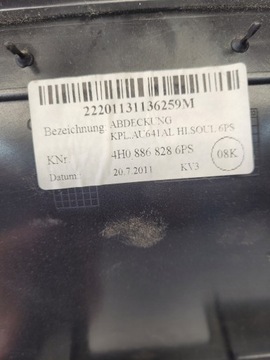 22201131136259M
Bezeichnung ABDECKUNG
KPL.AU641AL HI.SOUL 6PS
KNr. 4H0 886 828 6PS
08K
Datum: 20.7.2011 KV3